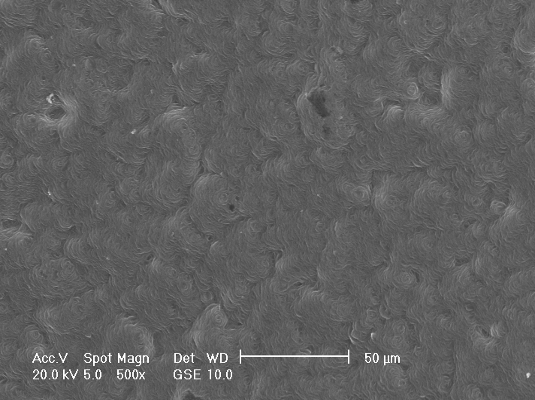 Acc.V Spot Magn Det WD 50 µm
20.0 kV 5.0 500x GSE 10.0